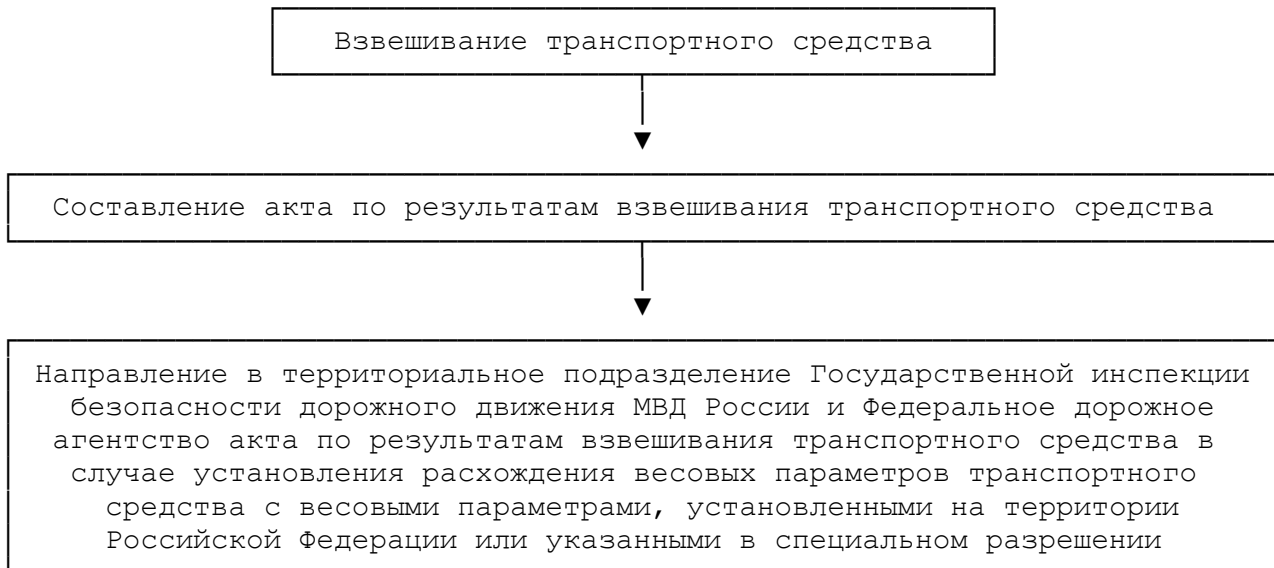 Взвешивание транспортного средства
Составление акта по результатам взвешивания транспортного средства
Направление в территориальное подразделение Государственной инспекции
безопасности дорожного движения МВД России и Федеральное дорожное
агентство акта по результатам взвешивания транспортного средства в
случае установления расхождения весовых параметров транспортного
средства с весовыми параметрами, установленными на территории
Российской Федерации или указанными в специальном разрешении